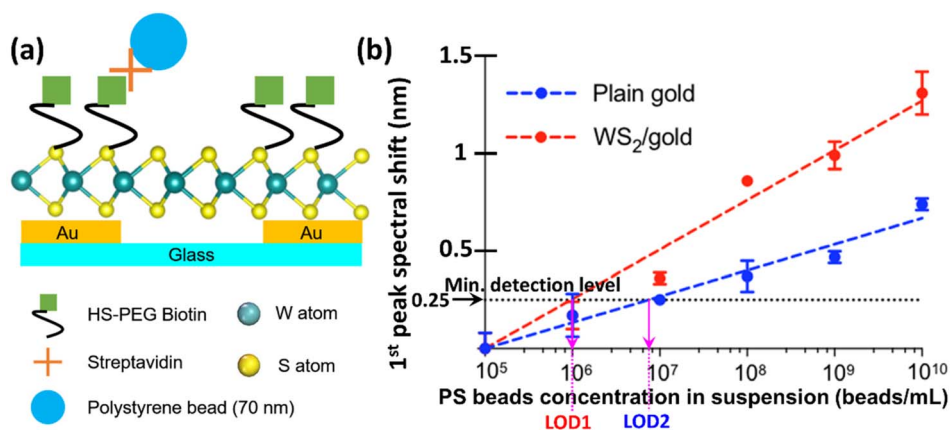 (a)
Au
Au
Glass
HS-PEG Biotin
W atom
Streptavidin
S atom
Polystyrene bead (70 nm)
(b)
1st peak spectral shift (nm)
1.5
1
0.5
0.25
Plain gold
WS2/gold
Min. detection level
10^5 10^6 10^7 10^8 10^9 10^10
PS beads concentration in suspension (beads/mL)
LOD1 LOD2